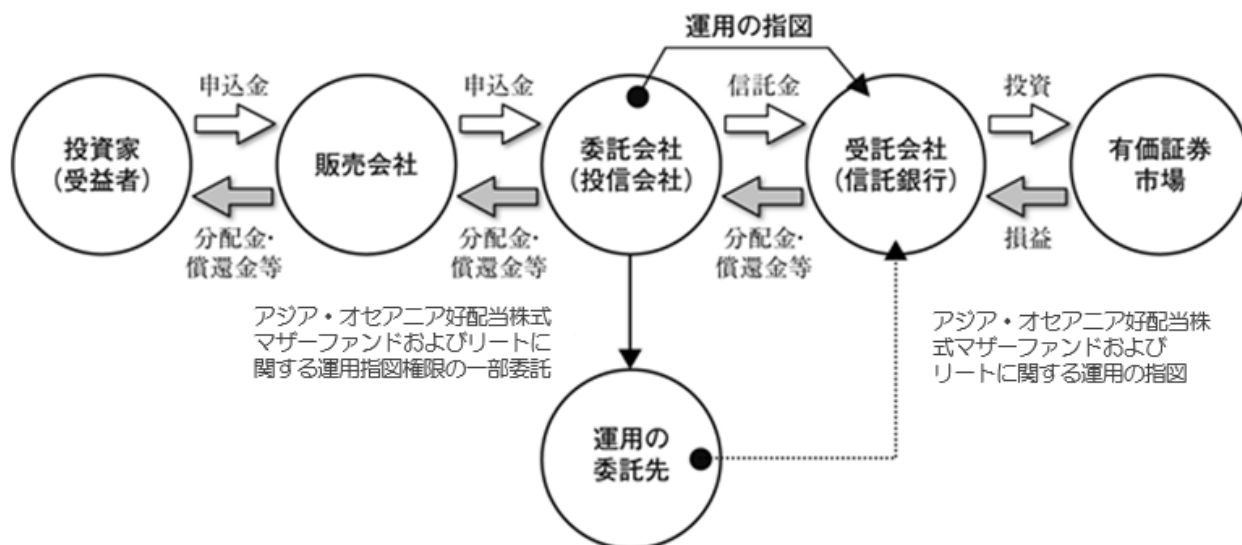 運用の指図
申込金
申込金
信託金
投資
投資家
(受益者)
販売会社
委託会社
(投信会社)
受託会社
(信託銀行)
有価証券
市場
分配金・
償還金等
分配金・
償還金等
分配金・
償還金等
損益
アジア・オセアニア好配当株式
マザーファンドおよびリートに
関する運用指図権限の一部委託
アジア・オセアニア好配当株
式マザーファンドおよび
リートに関する運用の指図
運用の
委託先